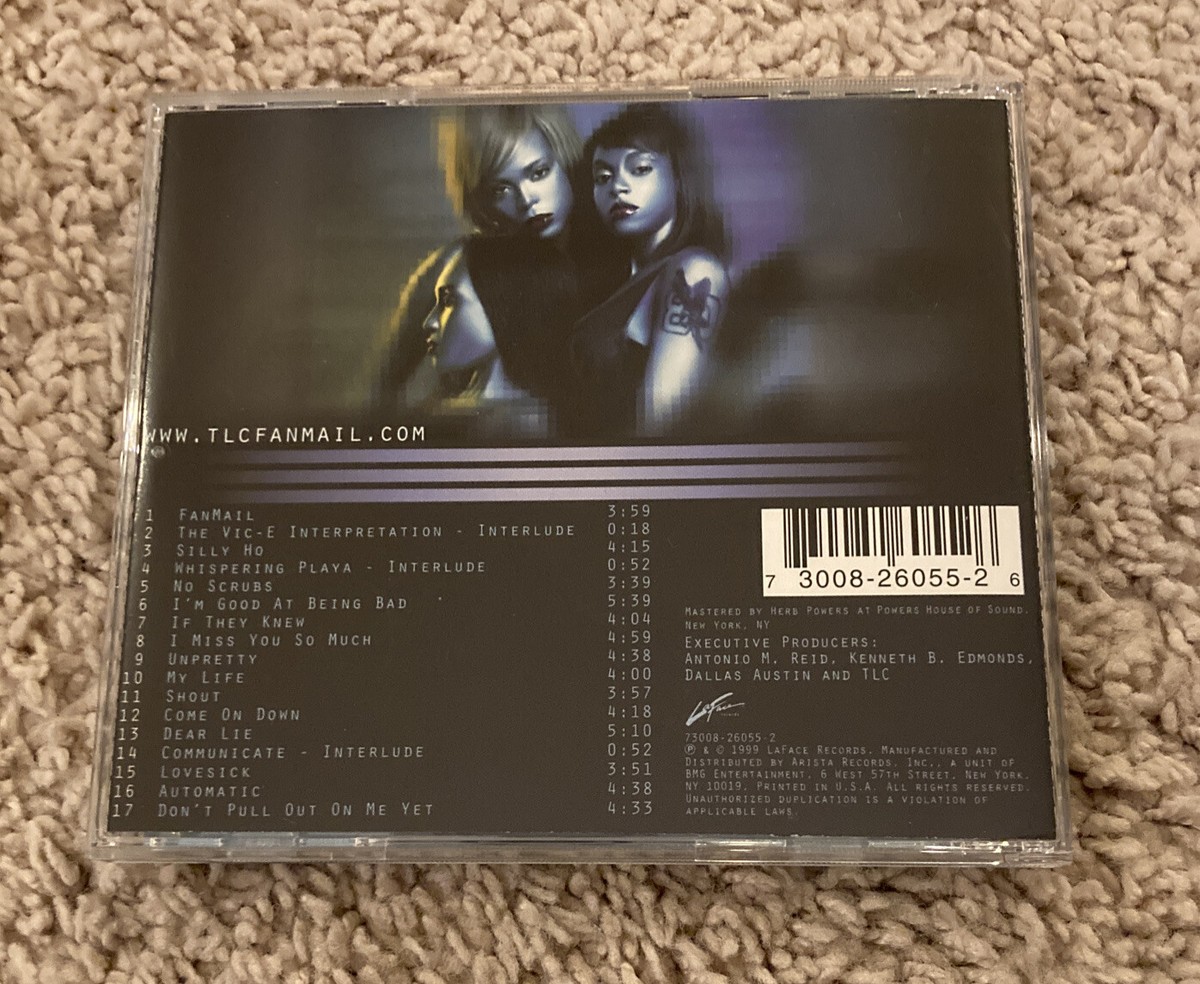 WWW.TLCFANMAIL.COM
1 FanMail 3:59
2 The Vic-E Interpretation - Interlude 0:18
3 Silly Ho 4:15
4 Whispering Playa - Interlude 0:52
5 No Scrubs 3:39
6 I'm Good At Being Bad 5:39
7 If They Knew 4:04
8 I Miss You So Much 4:59
9 Unpretty 4:38
10 My Life 4:00
11 Shout 3:57
12 Come On Down 4:18
13 Dear Lie 5:10
14 Communicate - Interlude 0:52
15 Lovesick 3:51
16 Automatic 4:38
17 Don't Pull Out On Me Yet 4:33
7 3008-26055-2 6
Mastered by Herb Powers at Powers House of Sound.
New York, NY
Executive Producers:
Antonio M. Reid, Kenneth B. Edmonds,
Dallas Austin and TLC
LaFace
73008-26055-2
℗ & © 1999 LaFace Records. Manufactured and
Distributed by Arista Records, Inc., a unit of
BMG Entertainment, 6 West 57th Street, New York,
NY 10019. Printed in U.S.A. All rights reserved.
Unauthorized duplication is a violation of
applicable laws.